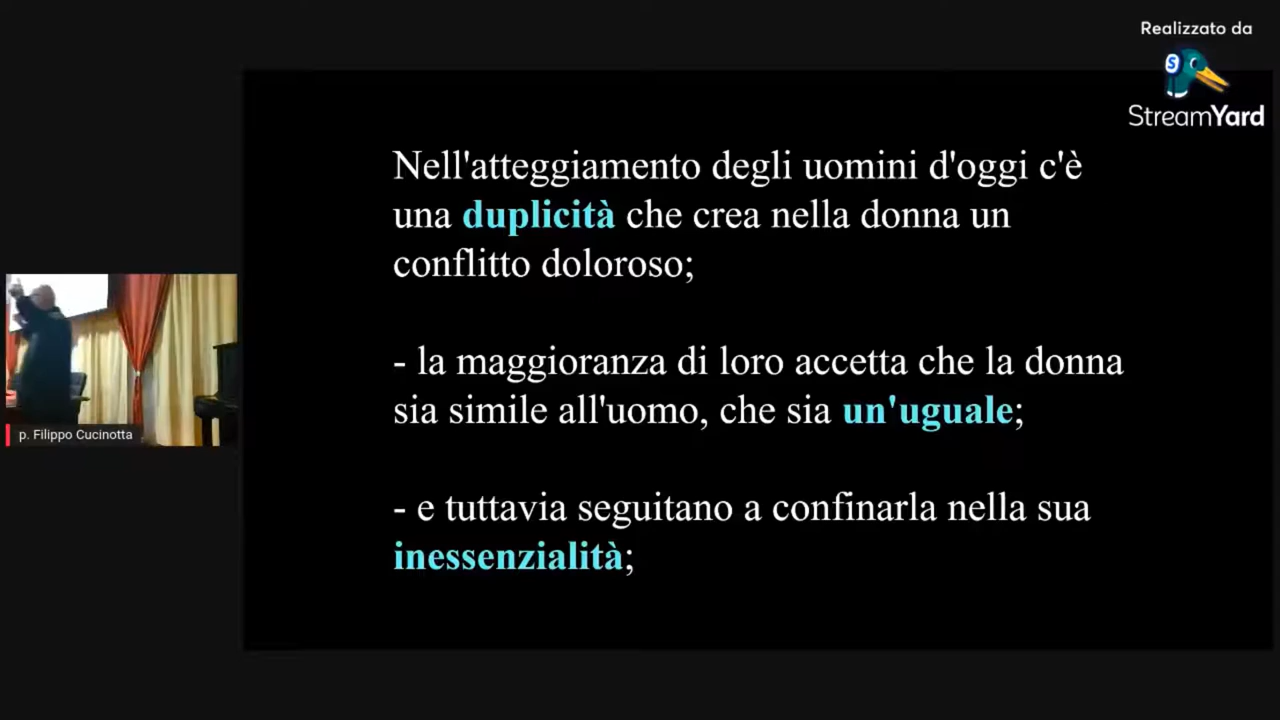 Realizzato da
S
StreamYard
Nell'atteggiamento degli uomini d'oggi c'è
una duplicità che crea nella donna un
conflitto doloroso;
- la maggioranza di loro accetta che la donna
sia simile all'uomo, che sia un'uguale;
- e tuttavia seguitano a confinarla nella sua
inessenzialità;
p. Filippo Cucinotta